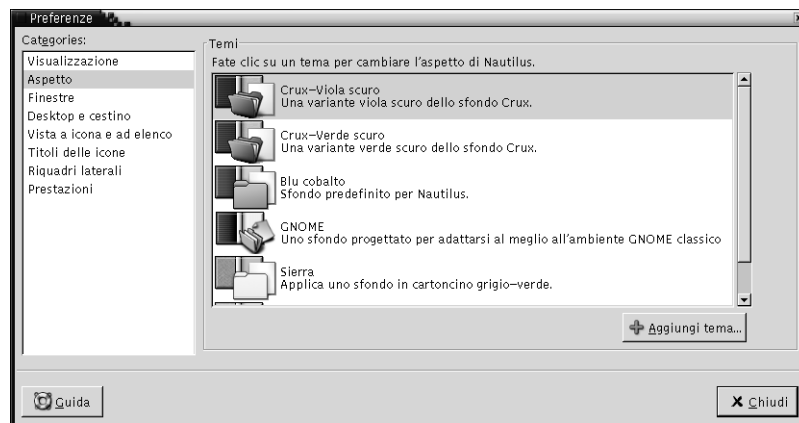 Preferenze
Categories:
Visualizzazione
Aspetto
Finestre
Desktop e cestino
Vista a icona e ad elenco
Titoli delle icone
Riquadri laterali
Prestazioni
Temi
Fate clic su un tema per cambiare l'aspetto di Nautilus.
Crux-Viola scuro
Una variante viola scuro dello sfondo Crux.
Crux-Verde scuro
Una variante verde scuro dello sfondo Crux.
Blu cobalto
Sfondo predefinito per Nautilus.
GNOME
Uno sfondo progettato per adattarsi al meglio all'ambiente GNOME classico
Sierra
Applica uno sfondo in cartoncino grigio-verde.
Aggiungi tema...
Guida
Chiudi